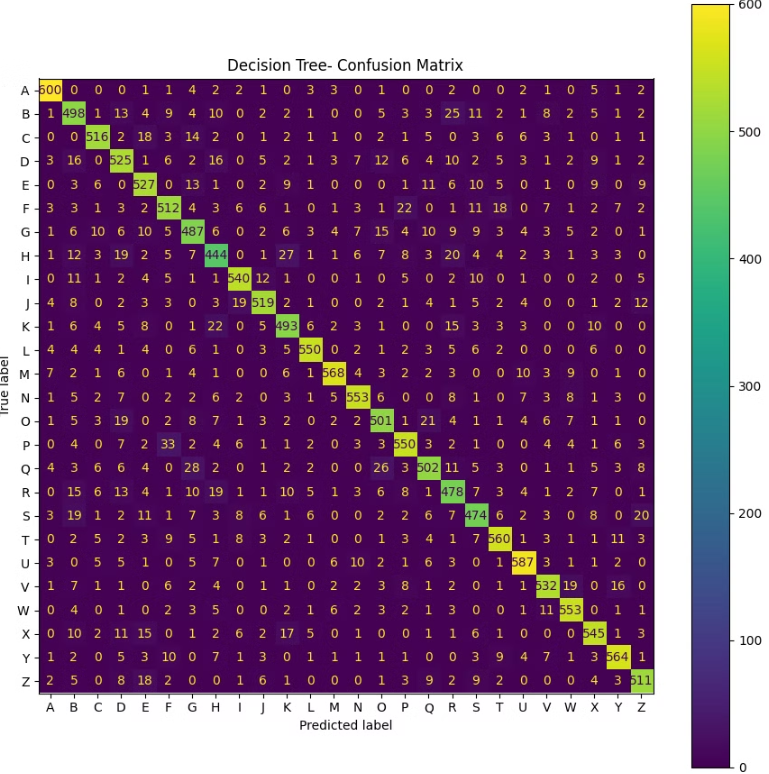 Decision Tree- Confusion Matrix
A 600 0 0 0 1 1 4 2 2 1 0 3 3 0 1 0 0 2 0 0 2 1 0 5 1 2
B 1 498 1 13 4 9 4 10 0 2 2 1 0 0 5 3 3 25 11 2 1 8 2 5 1 2
C 0 0 516 2 18 3 14 2 0 1 2 1 1 0 2 1 5 0 3 6 6 3 1 0 1 1
D 3 16 0 525 1 6 2 16 0 5 2 1 3 7 12 6 4 10 2 5 3 1 2 9 1 2
E 0 3 6 0 527 0 13 1 0 2 9 1 0 0 0 1 11 6 10 5 0 1 0 9 0 9
F 3 3 1 3 2 512 4 3 6 6 1 0 1 3 1 22 0 1 11 18 0 7 1 2 7 2
G 1 6 10 6 10 5 487 6 0 2 6 3 4 7 15 4 10 9 9 3 4 3 5 2 0 1
H 1 12 3 19 2 5 7 444 0 1 27 1 1 6 7 8 3 20 4 4 2 3 1 3 3 0
I 0 11 1 2 4 5 1 1 540 12 1 0 0 1 0 5 0 2 10 0 1 0 0 2 0 5
J 4 8 0 2 3 3 0 3 19 519 2 1 0 0 2 1 4 1 5 2 4 0 0 1 2 12
K 1 6 4 5 8 0 1 22 0 5 493 6 2 3 1 0 0 15 3 3 3 0 0 10 0 0
L 4 4 4 1 4 0 6 1 0 3 5 550 0 2 1 2 3 5 6 2 0 0 0 6 0 0
M 7 2 1 6 0 1 4 1 0 0 6 1 568 4 3 2 2 3 0 0 10 3 9 0 1 0
N 1 5 2 7 0 2 2 6 2 0 3 1 5 553 6 0 0 8 1 0 7 3 8 1 3 0
O 1 5 3 19 0 2 8 7 1 3 2 0 2 2 501 1 21 4 1 1 4 6 7 1 1 0
P 0 4 0 7 2 33 2 4 6 1 1 2 0 3 3 550 3 2 1 0 0 4 4 1 6 3
Q 4 3 6 6 4 0 28 2 0 1 2 2 0 0 26 3 502 11 5 3 0 1 1 5 3 8
R 0 15 6 13 4 1 10 19 1 1 10 5 1 3 6 8 1 478 7 3 4 1 2 7 0 1
S 3 19 1 2 11 1 7 3 8 6 1 6 0 0 2 2 6 7 474 6 2 3 0 8 0 20
T 0 2 5 2 3 9 5 1 8 3 2 2 0 0 1 3 4 1 7 560 1 3 1 1 11 3
U 3 0 5 5 1 0 5 7 0 1 0 0 6 10 2 1 6 3 0 1 587 3 1 1 2 0
V 1 7 1 1 0 6 2 4 0 1 1 0 2 2 3 8 1 2 0 1 1 532 19 0 16 0
W 0 4 0 1 0 2 3 5 0 0 2 1 6 2 3 2 1 3 0 0 1 11 553 0 1 1
X 0 10 2 11 15 0 1 2 6 2 17 5 0 1 0 0 1 1 6 1 0 0 0 545 1 3
Y 1 2 0 5 3 10 0 7 1 3 0 1 1 1 1 1 0 0 3 9 4 7 1 3 564 1
Z 2 5 0 8 18 2 0 0 1 6 1 0 0 0 1 3 9 2 9 2 0 0 0 4 3 511
A B C D E F G H I J K L M N O P Q R S T U V W X Y Z
Predicted label
True label
600
500
400
300
200
100
0